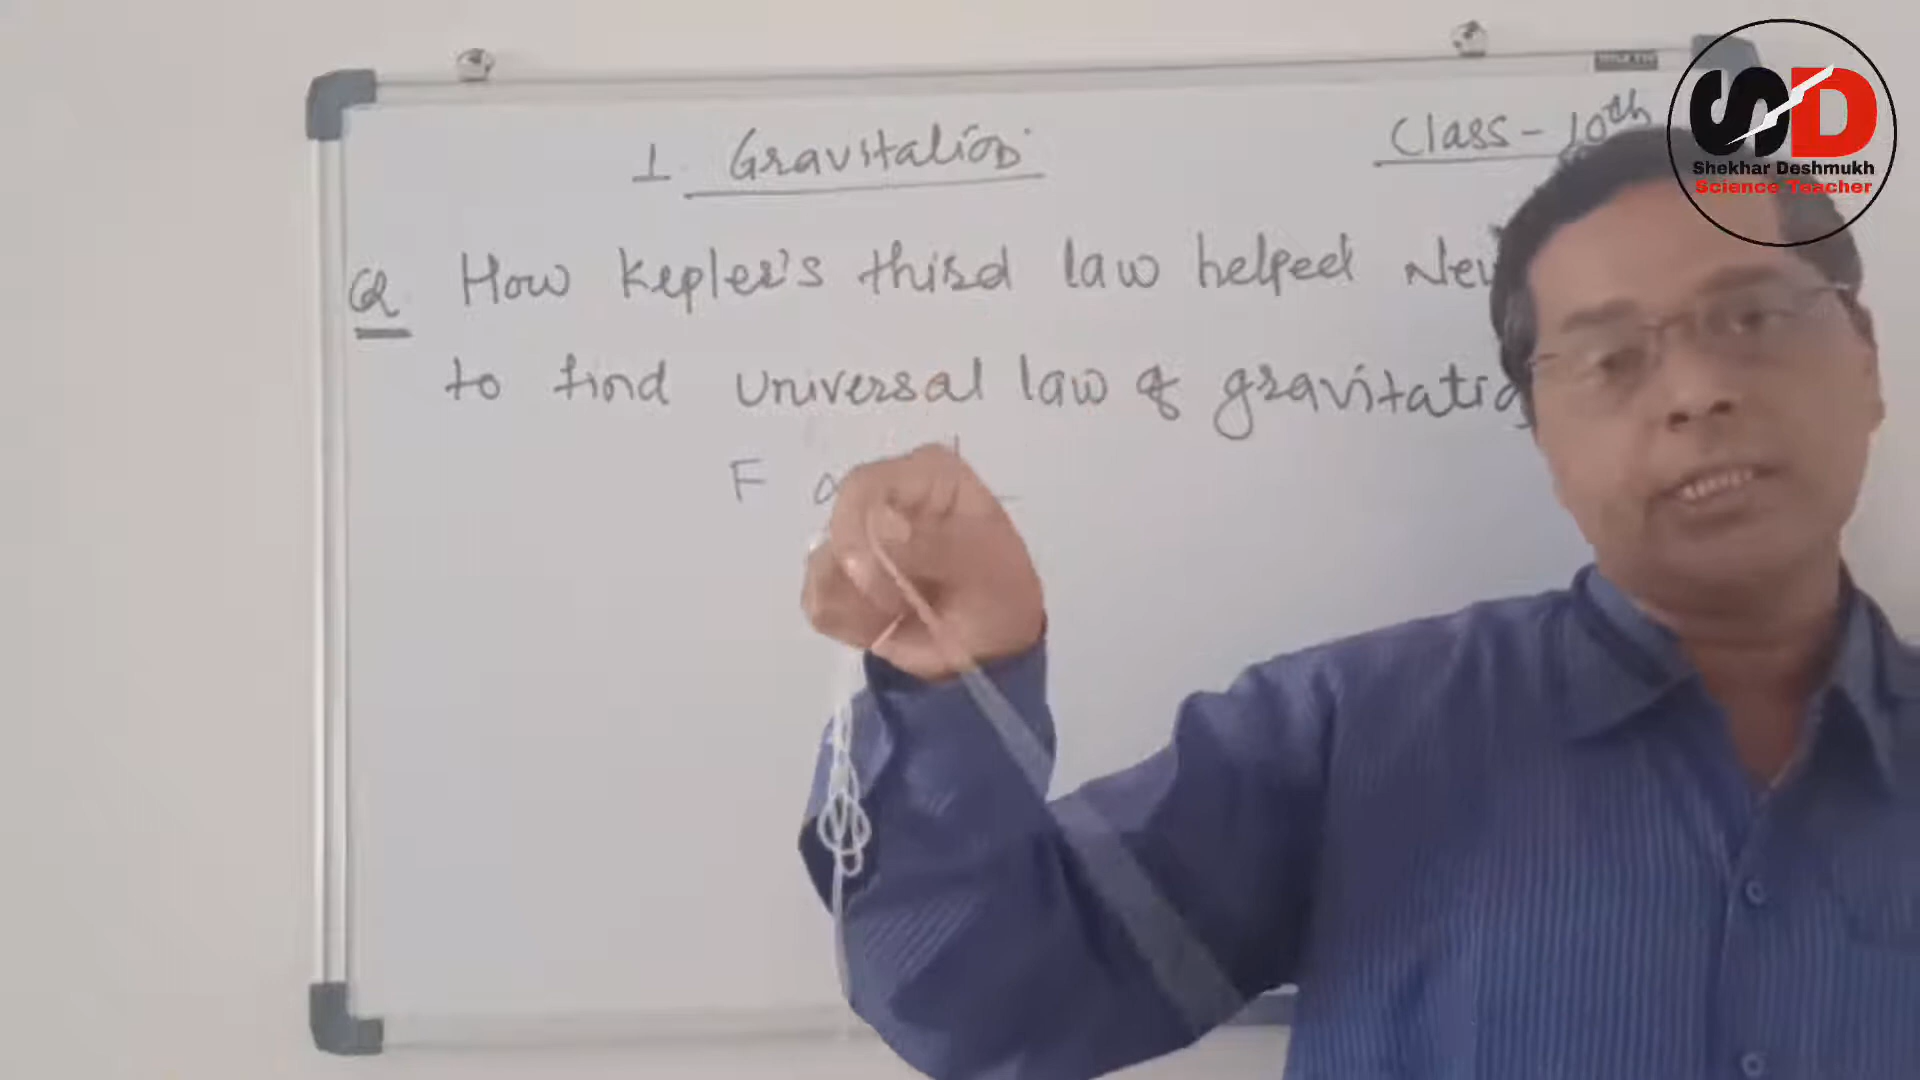 1. Gravitation
Class - 10th
Q. How Kepler's third law helped New
to find universal law of gravitatio
F
SD
Shekhar Deshmukh
Science Teacher